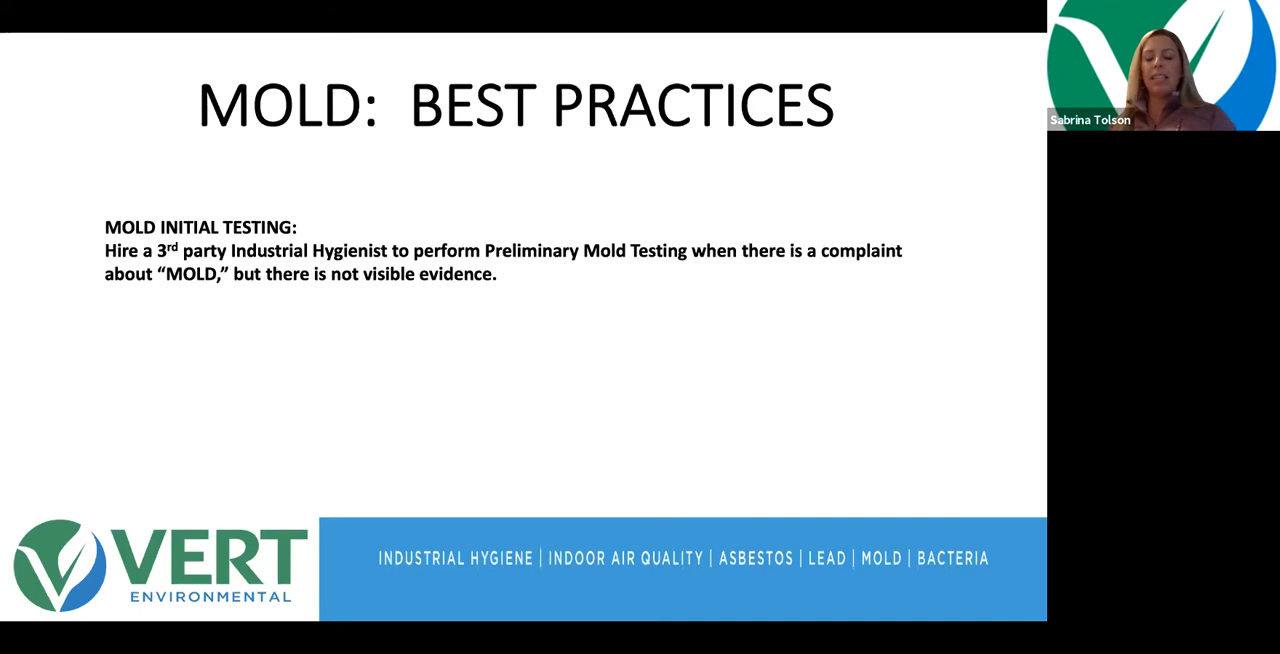 MOLD:  BEST PRACTICES
Sabrina Tolson
MOLD INITIAL TESTING:
Hire a 3rd party Industrial Hygienist to perform Preliminary Mold Testing when there is a complaint
about “MOLD,” but there is not visible evidence.
VERT
ENVIRONMENTAL
INDUSTRIAL HYGIENE | INDOOR AIR QUALITY | ASBESTOS | LEAD | MOLD | BACTERIA